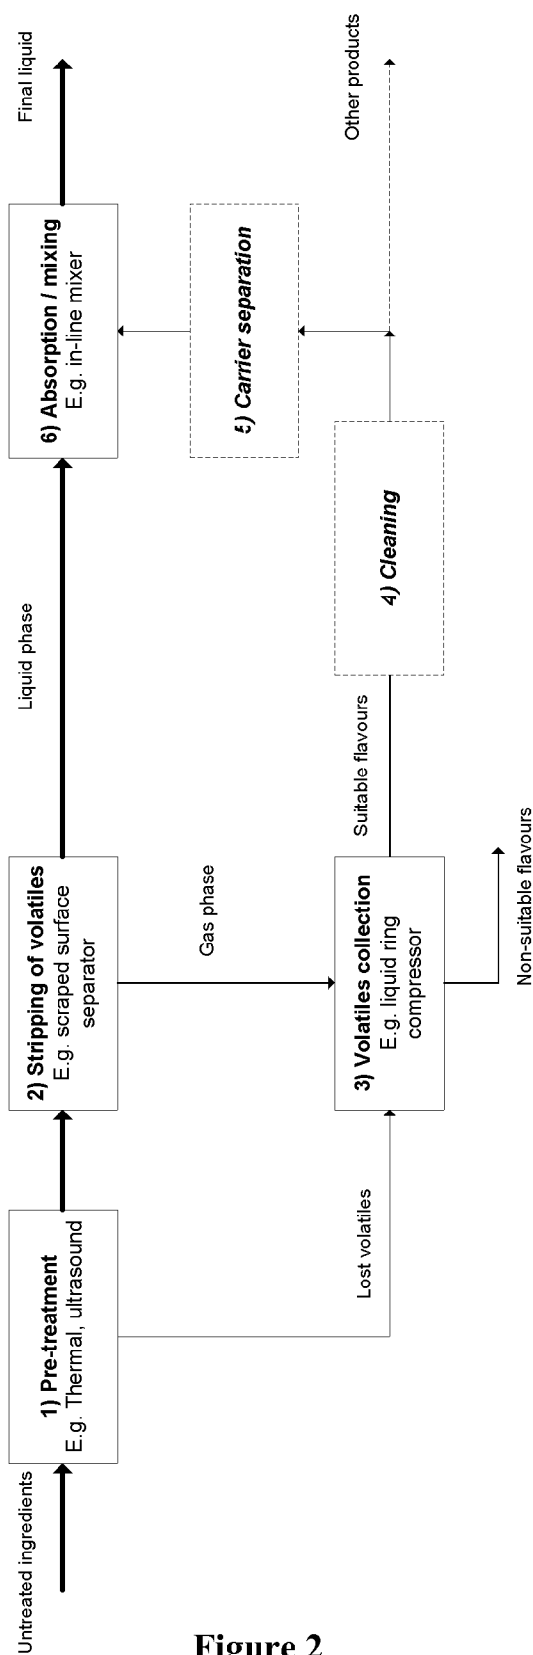 Untreated ingredients
1) Pre-treatment
E.g. Thermal, ultrasound
2) Stripping of volatiles
E.g. scraped surface
separator
Liquid phase
6) Absorption / mixing
E.g. in-line mixer
Final liquid
Gas phase
5) Carrier separation
Lost volatiles
3) Volatiles collection
E.g. liquid ring
compressor
Suitable flavours
4) Cleaning
Other products
Non-suitable flavours
Figure 2